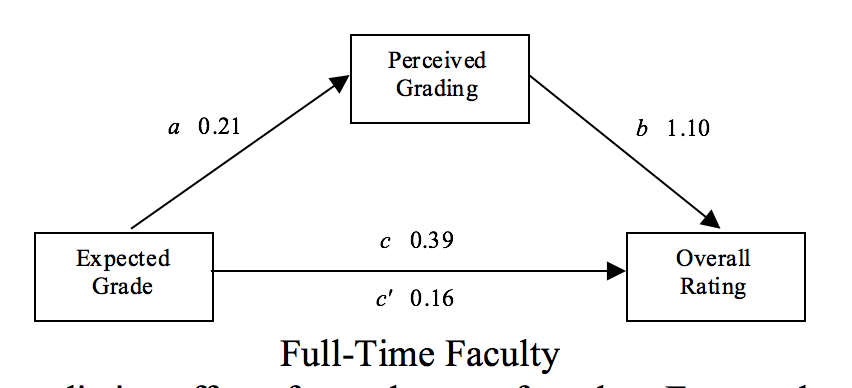 Perceived
Grading
a 0.21
b 1.10
Expected
Grade
c 0.39
c' 0.16
Overall
Rating
Full-Time Faculty